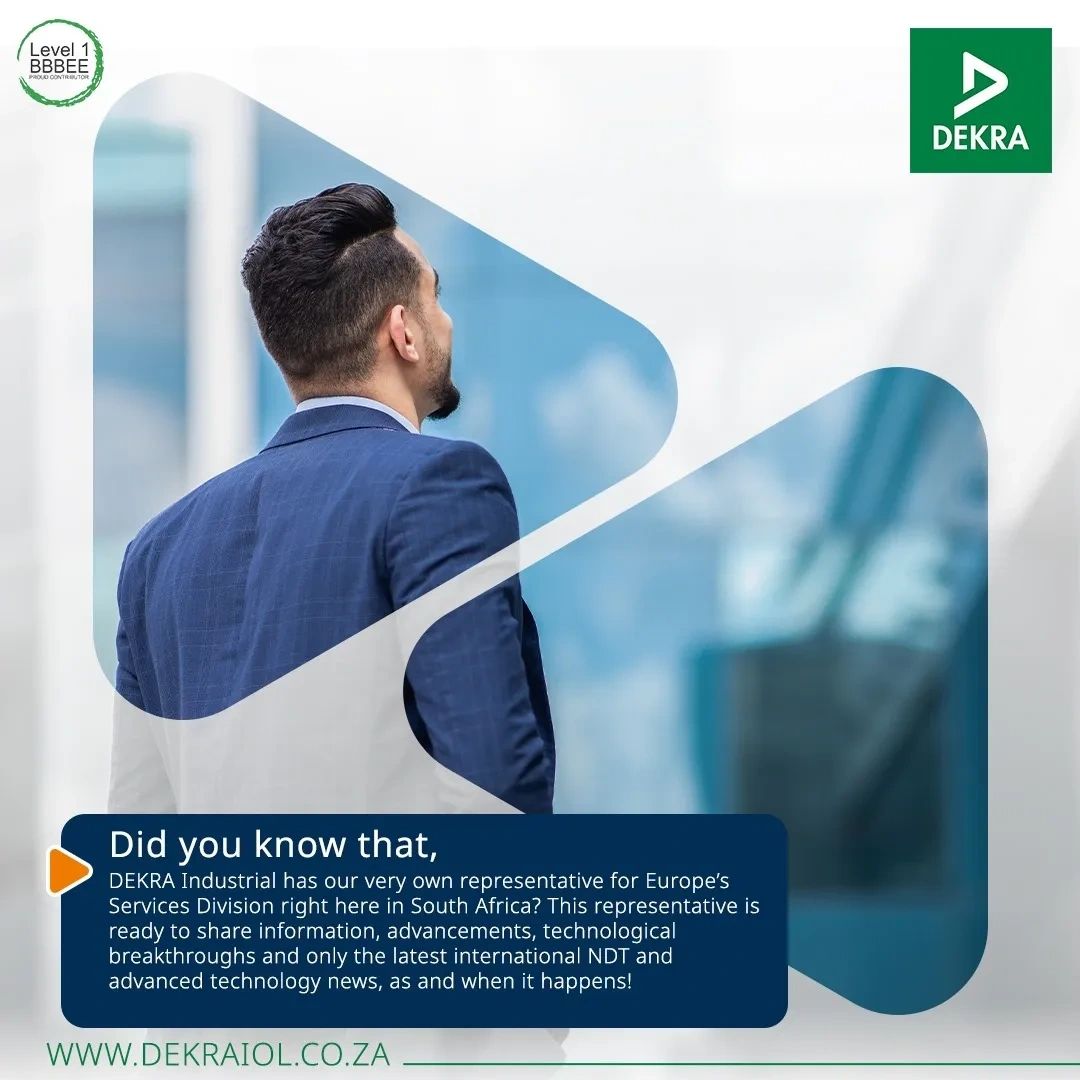 Level 1
BBBEE
PROUD CONTRIBUTOR
DEKRA
Did you know that,
DEKRA Industrial has our very own representative for Europe’s
Services Division right here in South Africa? This representative is
ready to share information, advancements, technological
breakthroughs and only the latest international NDT and
advanced technology news, as and when it happens!
WWW.DEKRAIOL.CO.ZA